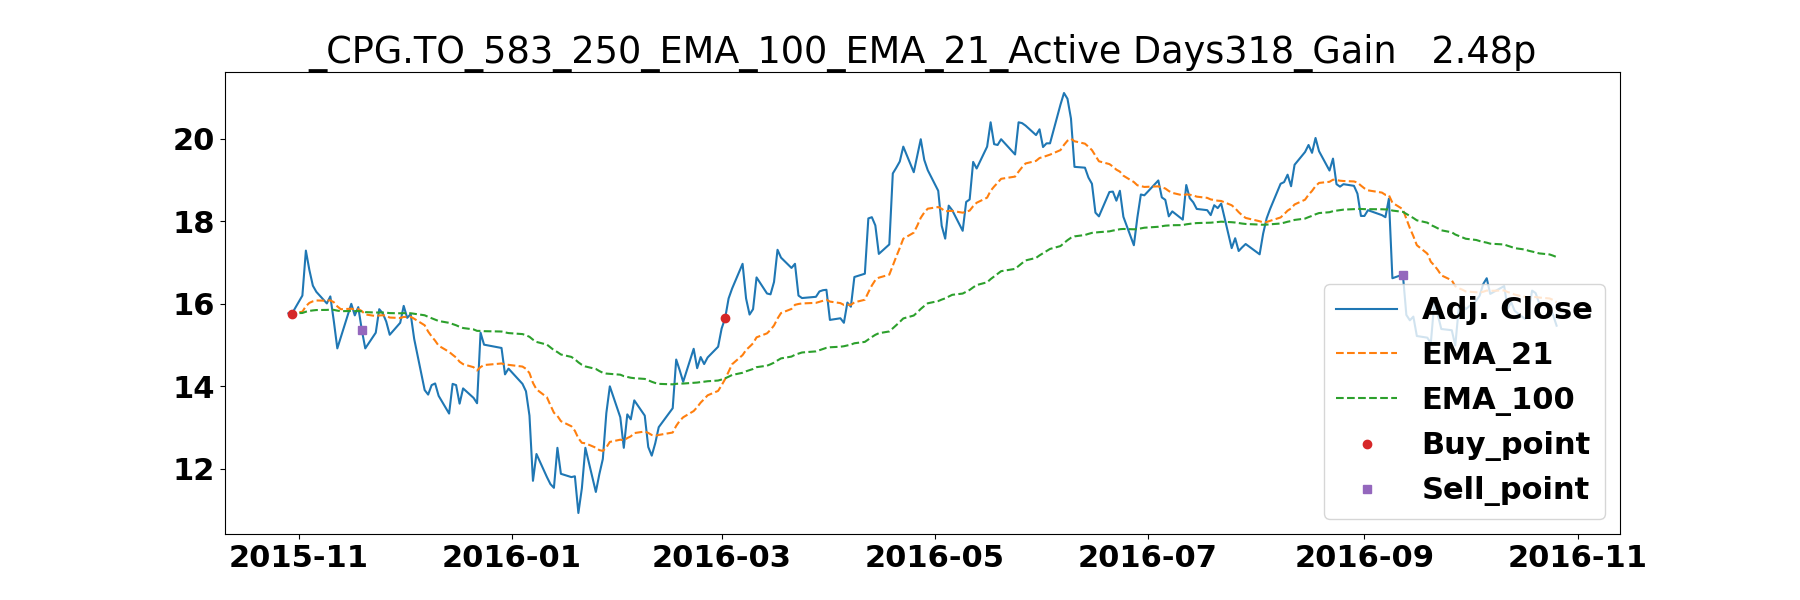 _CPG.TO_583_250_EMA_100_EMA_21_Active Days318_Gain   2.48p
20
18
16
14
12
Adj. Close
EMA_21
EMA_100
Buy_point
Sell_point
2015-11 2016-01 2016-03 2016-05 2016-07 2016-09 2016-11